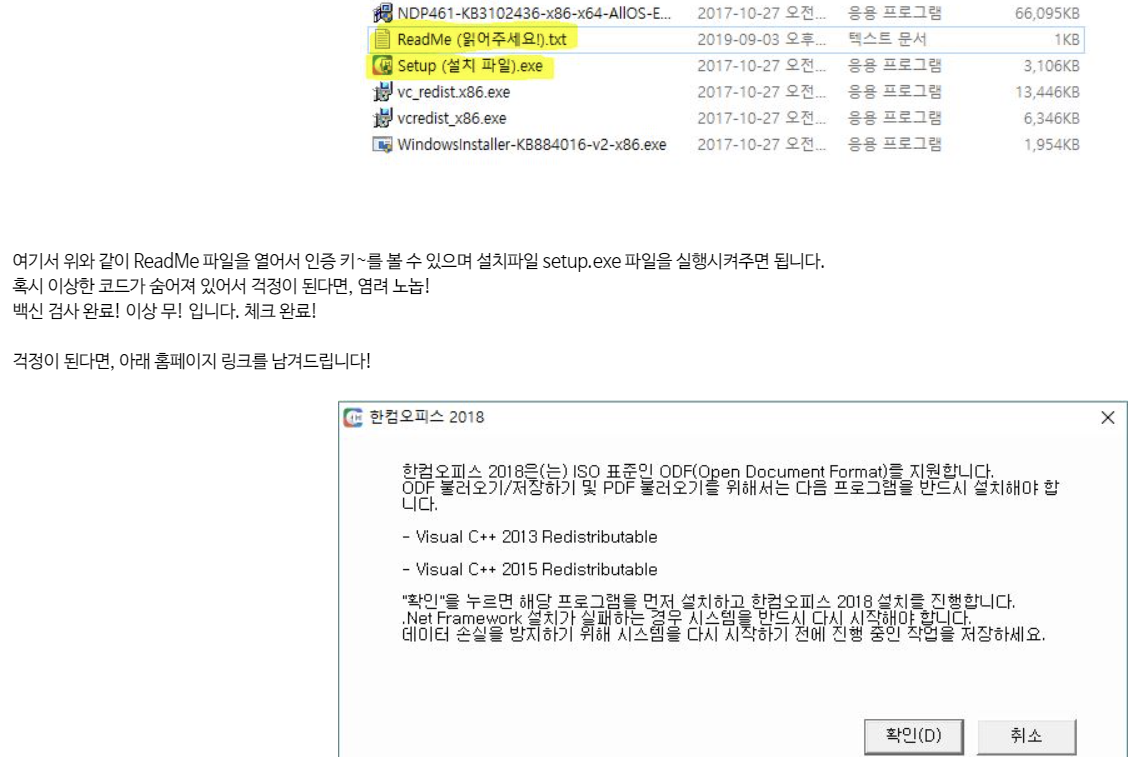 NDP461-KB3102436-x86-x64-AllOS-E... 2017-10-27 오전... 응용 프로그램 66,095KB
ReadMe (읽어주세요!).txt 2019-09-03 오후... 텍스트 문서 1KB
Setup (설치 파일).exe 2017-10-27 오전... 응용 프로그램 3,106KB
vc_redist.x86.exe 2017-10-27 오전... 응용 프로그램 13,446KB
vcredist_x86.exe 2017-10-27 오전... 응용 프로그램 6,346KB
WindowsInstaller-KB884016-v2-x86.exe 2017-10-27 오전... 응용 프로그램 1,954KB
여기서 위와 같이 ReadMe 파일을 열어서 인증 키~를 볼 수 있으며 설치파일 setup.exe 파일을 실행시켜주면 됩니다.
혹시 이상한 코드가 숨어져 있어서 걱정이 된다면, 염려 노놉!
백신 검사 완료! 이상 무! 입니다. 체크 완료!
걱정이 된다면, 아래 홈페이지 링크를 남겨드립니다!
한컴오피스 2018
한컴오피스 2018은(는) ISO 표준인 ODF(Open Document Format)를 지원합니다.
ODF 불러오기/저장하기 및 PDF 불러오기를 위해서는 다음 프로그램을 반드시 설치해야 합
니다.
- Visual C++ 2013 Redistributable
- Visual C++ 2015 Redistributable
"확인"을 누르면 해당 프로그램을 먼저 설치하고 한컴오피스 2018 설치를 진행합니다.
.Net Framework 설치가 실패하는 경우 시스템을 반드시 다시 시작해야 합니다.
데이터 손실을 방지하기 위해 시스템을 다시 시작하기 전에 진행 중인 작업을 저장하세요.
확인(D) 취소